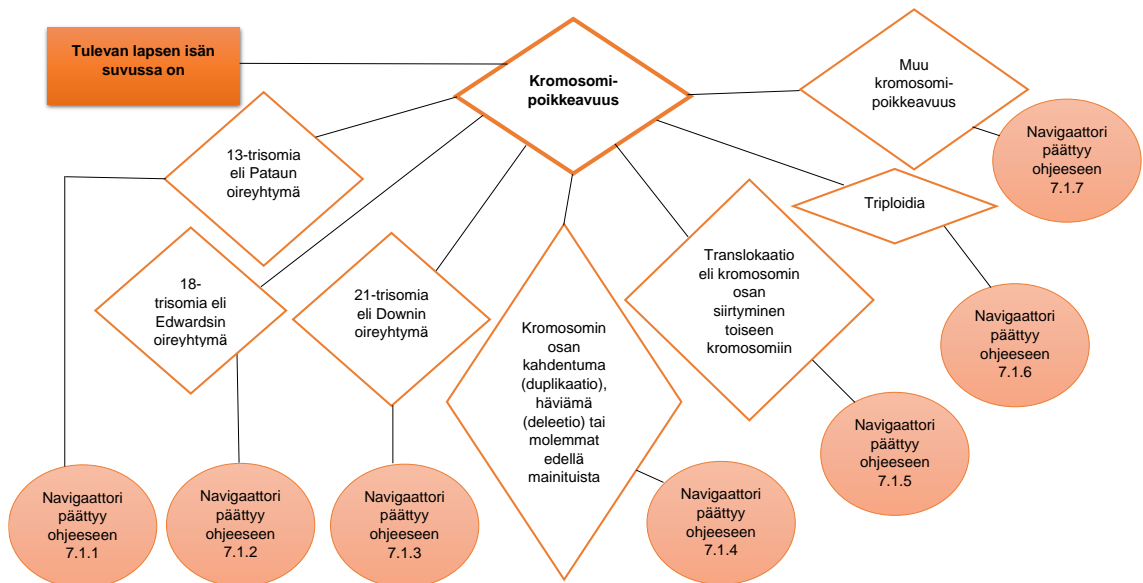 Tulevan lapsen isän
suvussa on
Kromosomi-
poikkeavuus
Muu
kromosomi-
poikkeavuus
Navigaattori
päättyy
ohjeeseen
7.1.7
13-trisomia
eli Pataun
oireyhtymä
Triploidia
18-
trisomia eli
Edwardsin
oireyhtymä
21-trisomia
eli Downin
oireyhtymä
Kromosomin
osan
kahdentuma
(duplikaatio),
häviämä
(deleetio) tai
molemmat
edellä
mainituista
Translokaatio
eli kromosomin
osan
siirtyminen
toiseen
kromosomiin
Navigaattori
päättyy
ohjeeseen
7.1.6
Navigaattori
päättyy
ohjeeseen
7.1.5
Navigaattori
päättyy
ohjeeseen
7.1.1
Navigaattori
päättyy
ohjeeseen
7.1.2
Navigaattori
päättyy
ohjeeseen
7.1.3
Navigaattori
päättyy
ohjeeseen
7.1.4